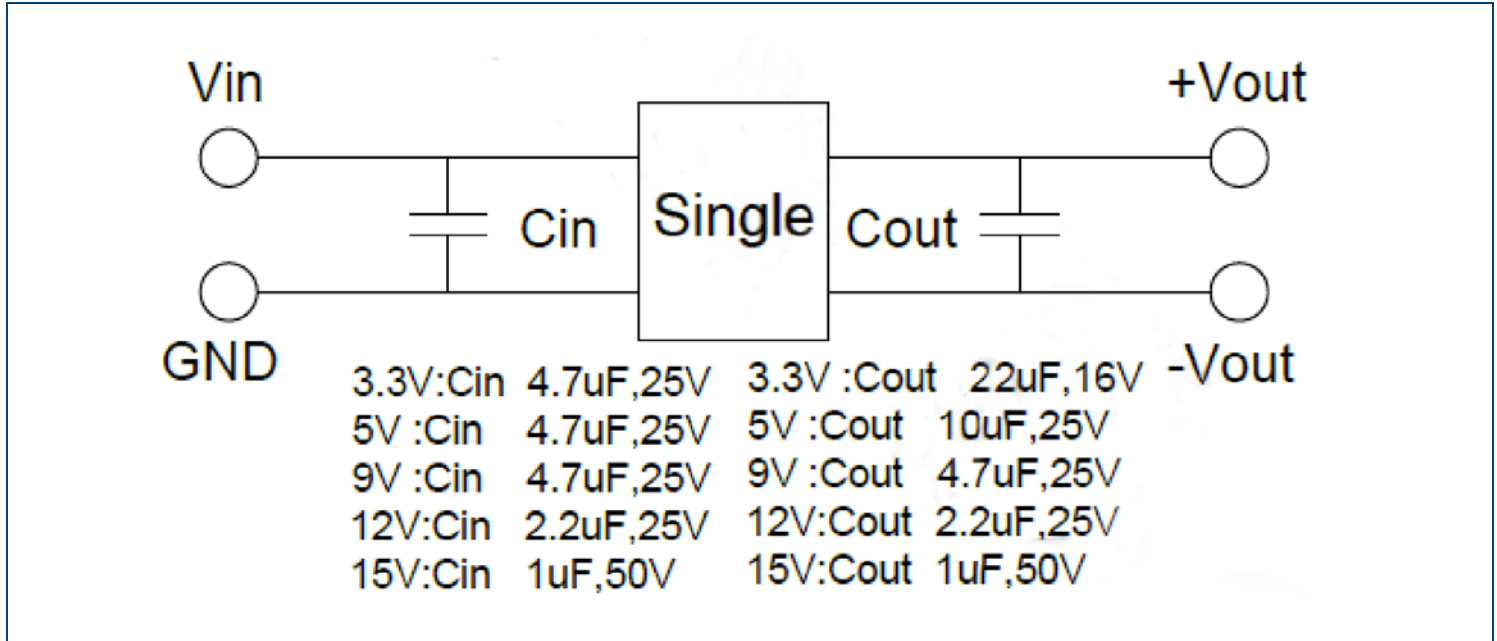 Vin
+Vout
Cin
Single
Cout
GND
-Vout
3.3V:Cin 4.7uF,25V
5V :Cin 4.7uF,25V
9V :Cin 4.7uF,25V
12V:Cin 2.2uF,25V
15V:Cin 1uF,50V
3.3V :Cout 22uF,16V
5V :Cout 10uF,25V
9V :Cout 4.7uF,25V
12V:Cout 2.2uF,25V
15V:Cout 1uF,50V